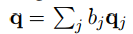 q = ∑_j b_j q_j